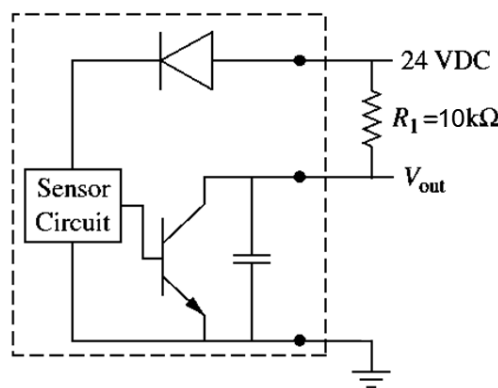 24 VDC
R₁=10kΩ
Vout
Sensor
Circuit